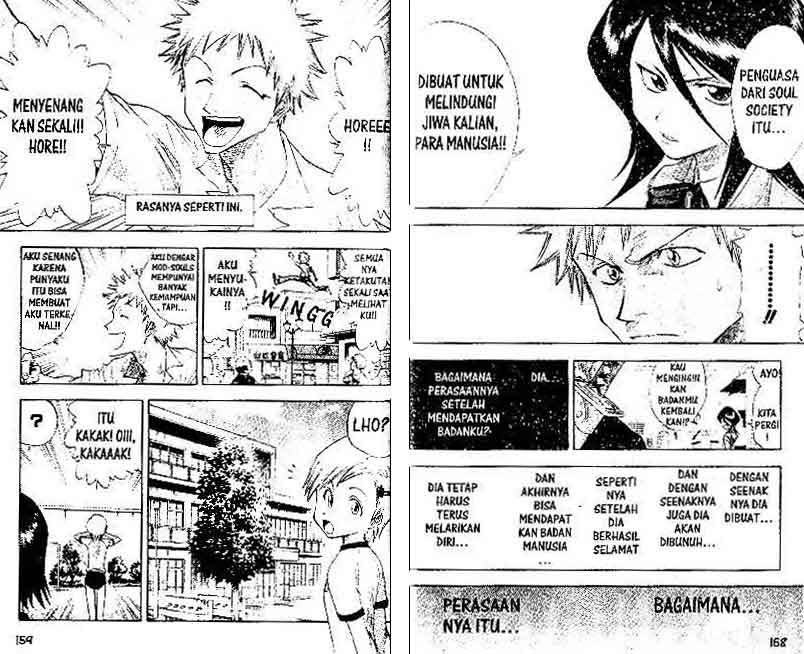 PENGUASA
DARI SOUL
SOCIETY
ITU...
DIBUAT UNTUK
MELINDUNGI
JIWA KALIAN,
PARA MANUSIA!!
.........!!
AYO!
KITA
PERGI
!
KAU
MENGINGIN
KAN
BADANMU
KEMBALI
KAN!?
DIA...
BAGAIMANA
PERASAANNYA
SETELAH
MENDAPATKAN
BADANKU?
DENGAN
SEENAK
NYA DIA
DIBUAT...
DAN
DENGAN
SEENAKNYA
JUGA DIA
AKAN
DIBUNUH...
SEPERTI
NYA
SETELAH
DIA
BERHASIL
SELAMAT
DAN
AKHIRNYA
BISA
MENDAPAT
KAN BADAN
MANUSIA
...
DIA TETAP
HARUS
TERUS
MELARIKAN
DIRI...
BAGAIMANA...
PERASAAN
NYA ITU...
168
HOREEE
!!
MENYENANG
KAN SEKALI!!
HORE!!
RASANYA SEPERTI INI.
SEMUA
NYA
KETAKUTAN
SEKALI SAAT
MELIHAT
KU!!
AKU
MENYU-
KAINYA
!!
WINGG
AKU DENGAR
MOD-SOULS
MEMPUNYAI
BANYAK
KEMAMPUAN
TAPI...
AKU SENANG
KARENA
PUNYAKU
ITU BISA
MEMBUAT
AKU TERKE
NAL!!
LHO?
ITU
KAKAK! OIII,
KAKAAAK!
?
159